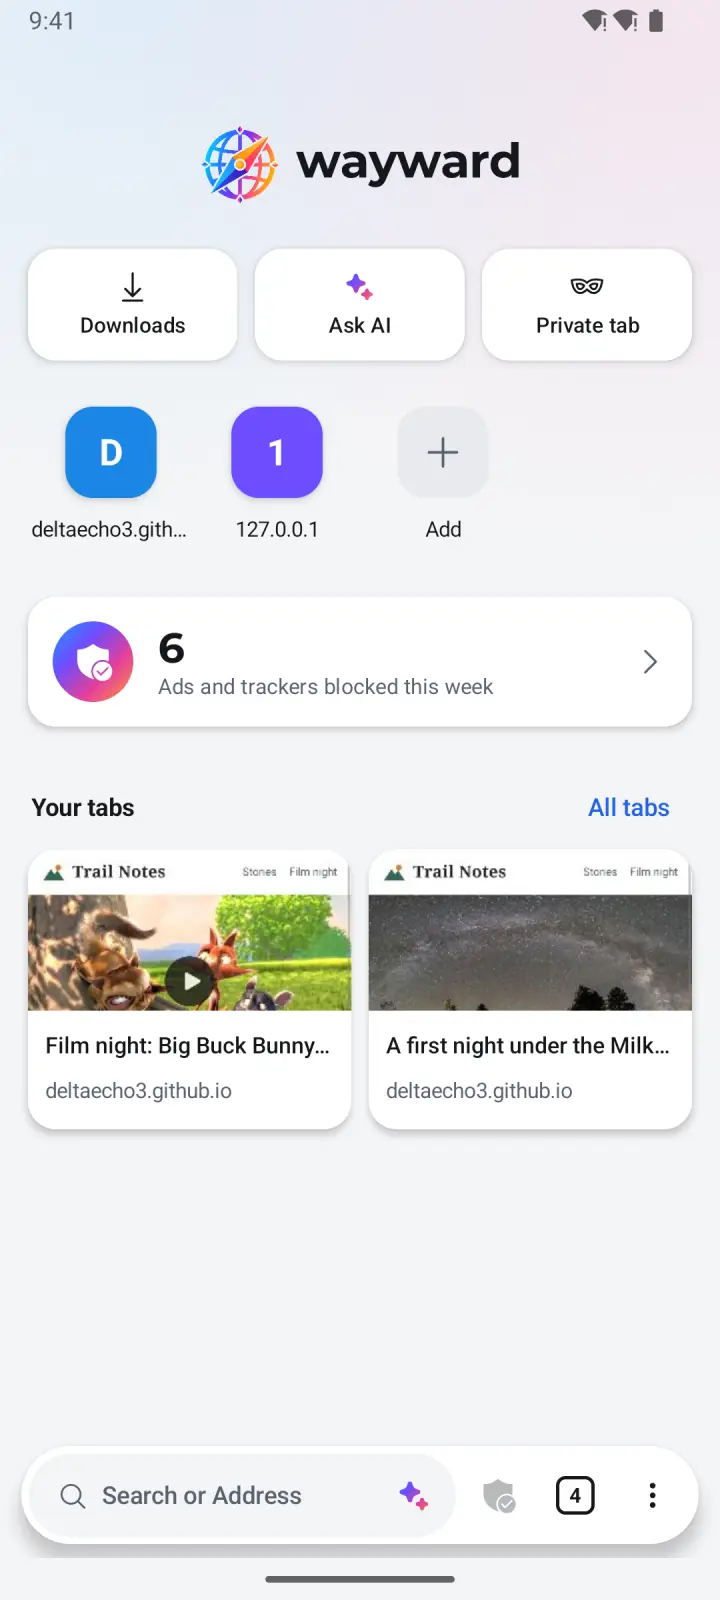 9:41
wayward
Downloads
Ask AI
Private tab
D
1
deltaecho3.gith...
127.0.0.1
Add
6
Ads and trackers blocked this week
Your tabs
All tabs
Trail Notes
Stories
Film night
Trail Notes
Stories
Film night
Film night: Big Buck Bunny...
deltaecho3.github.io
A first night under the Milk...
deltaecho3.github.io
Search or Address
4